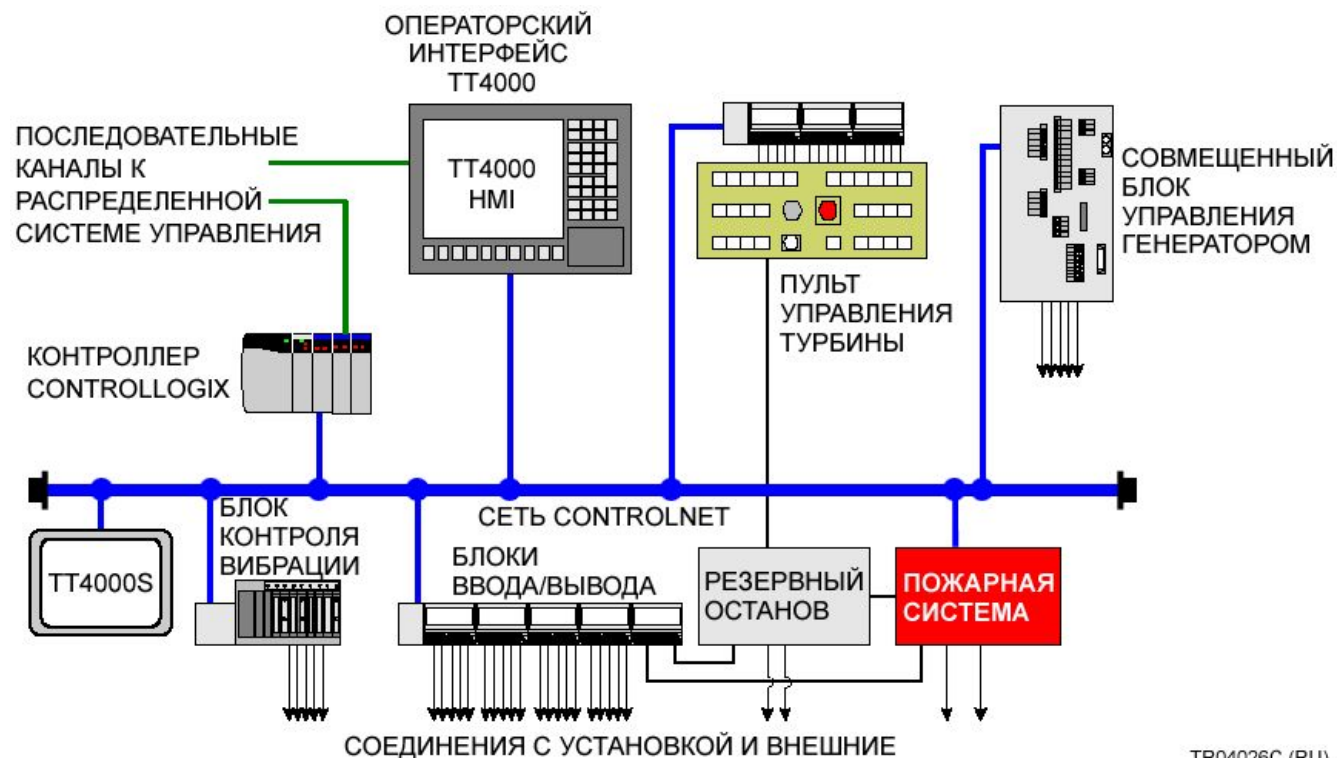 ОПЕРАТОРСКИЙ
ИНТЕРФЕЙС
TT4000
ПОСЛЕДОВАТЕЛЬНЫЕ
КАНАЛЫ К
РАСПРЕДЕЛЕННОЙ
СИСТЕМЕ УПРАВЛЕНИЯ
TT4000
HMI
СОВМЕЩЕННЫЙ
БЛОК
УПРАВЛЕНИЯ
ГЕНЕРАТОРОМ
ПУЛЬТ
УПРАВЛЕНИЯ
ТУРБИНЫ
КОНТРОЛЛЕР
CONTROLLOGIX
СЕТЬ CONTROLNET
TT4000S
БЛОК
КОНТРОЛЯ
ВИБРАЦИИ
БЛОКИ
ВВОДА/ВЫВОДА
РЕЗЕРВНЫЙ
ОСТАНОВ
ПОЖАРНАЯ
СИСТЕМА
СОЕДИНЕНИЯ С УСТАНОВКОЙ И ВНЕШНИЕ